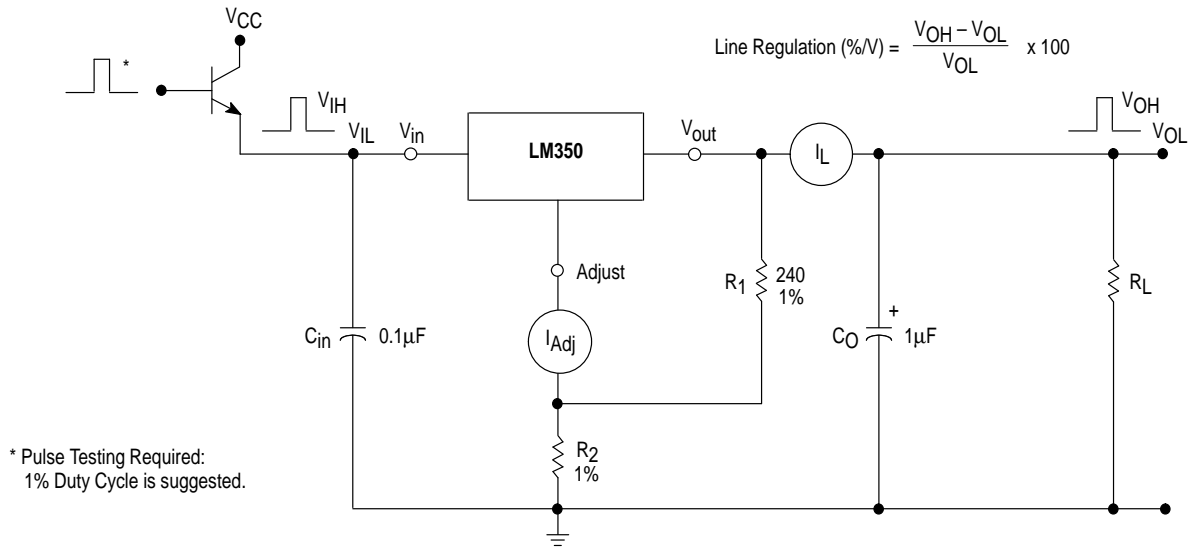 VCC
Line Regulation (%/V) = VOH – VOL / VOL x 100
*
VIH
VIL
Vin
LM350
Vout
IL
VOH
VOL
Adjust
R1
240
1%
RL
Cin
0.1µF
IAdj
CO
+
1µF
R2
1%
* Pulse Testing Required:
1% Duty Cycle is suggested.